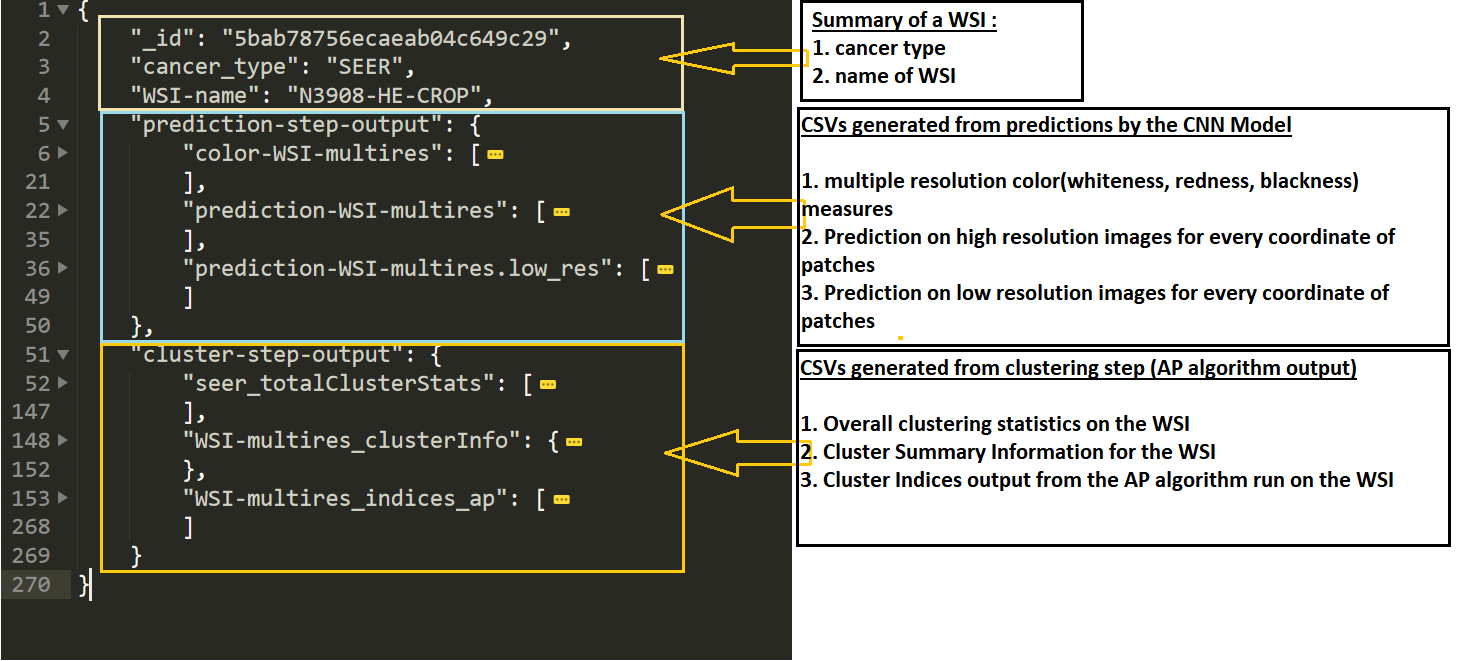 1 {
2 "_id": "5bab78756ecaeab04c649c29",
3 "cancer_type": "SEER",
4 "WSI-name": "N3908-HE-CROP",
5 "prediction-step-output": {
6 "color-WSI-multires": [
21 ],
22 "prediction-WSI-multires": [
35 ],
36 "prediction-WSI-multires.low_res": [
49 ]
50 },
51 "cluster-step-output": {
52 "seer_totalClusterStats": [
147 ],
148 "WSI-multires_clusterInfo": {
152 },
153 "WSI-multires_indices_ap": [
268 ]
269 }
270 }
Summary of a WSI :
1. cancer type
2. name of WSI
CSVs generated from predictions by the CNN Model
1. multiple resolution color(whiteness, redness, blackness)
measures
2. Prediction on high resolution images for every coordinate of
patches
3. Prediction on low resolution images for every coordinate of
patches
CSVs generated from clustering step (AP algorithm output)
1. Overall clustering statistics on the WSI
2. Cluster Summary Information for the WSI
3. Cluster Indices output from the AP algorithm run on the WSI